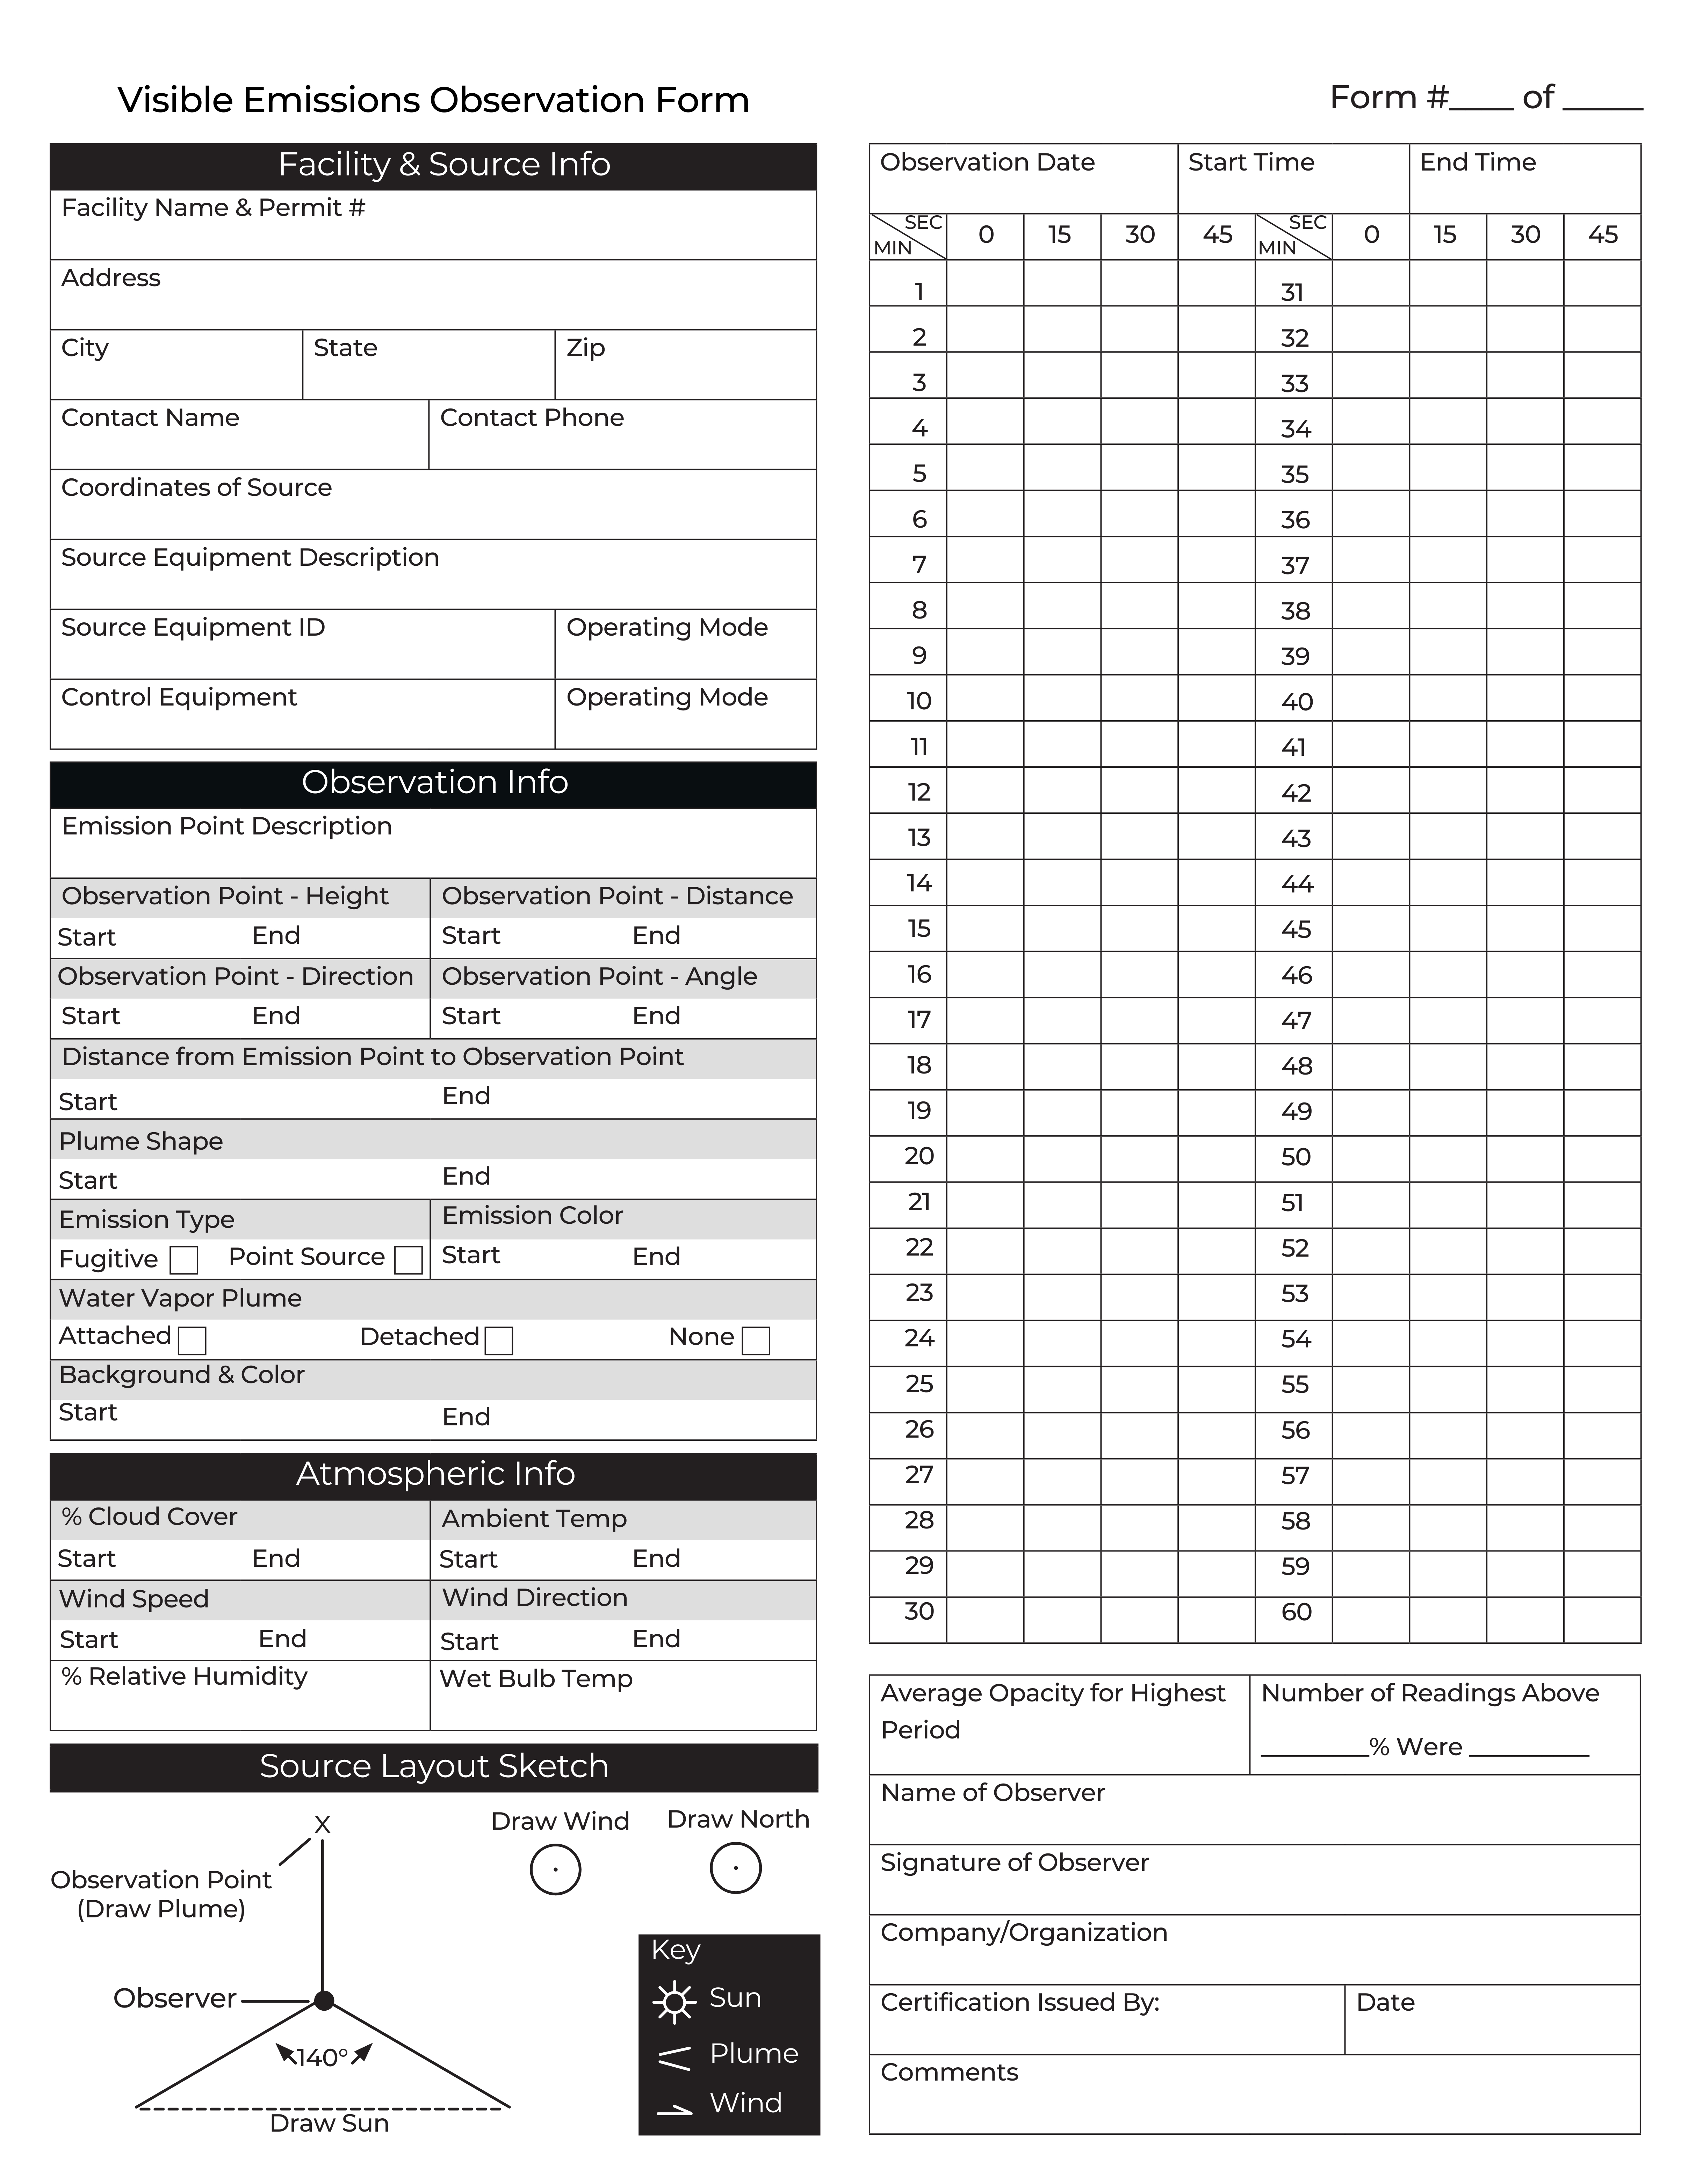 Visible Emissions Observation Form
Form #____ of _____
Facility & Source Info
Facility Name & Permit #
Address
City State Zip
Contact Name Contact Phone
Coordinates of Source
Source Equipment Description
Source Equipment ID Operating Mode
Control Equipment Operating Mode
Observation Info
Emission Point Description
Observation Point - Height Observation Point - Distance
Start End Start End
Observation Point - Direction Observation Point - Angle
Start End Start End
Distance from Emission Point to Observation Point
Start End
Plume Shape
Start End
Emission Type Emission Color
Fugitive Point Source Start End
Water Vapor Plume
Attached Detached None
Background & Color
Start End
Atmospheric Info
% Cloud Cover Ambient Temp
Start End Start End
Wind Speed Wind Direction
Start End Start End
% Relative Humidity Wet Bulb Temp
Source Layout Sketch
X
Draw Wind Draw North
Observation Point
(Draw Plume)
Observer
140°
Draw Sun
Key
Sun
Plume
Wind
Observation Date Start Time End Time
SEC MIN 0 15 30 45 SEC MIN 0 15 30 45
1 31
2 32
3 33
4 34
5 35
6 36
7 37
8 38
9 39
10 40
11 41
12 42
13 43
14 44
15 45
16 46
17 47
18 48
19 49
20 50
21 51
22 52
23 53
24 54
25 55
26 56
27 57
28 58
29 59
30 60
Average Opacity for Highest
Period
Number of Readings Above
________% Were _________
Name of Observer
Signature of Observer
Company/Organization
Certification Issued By: Date
Comments